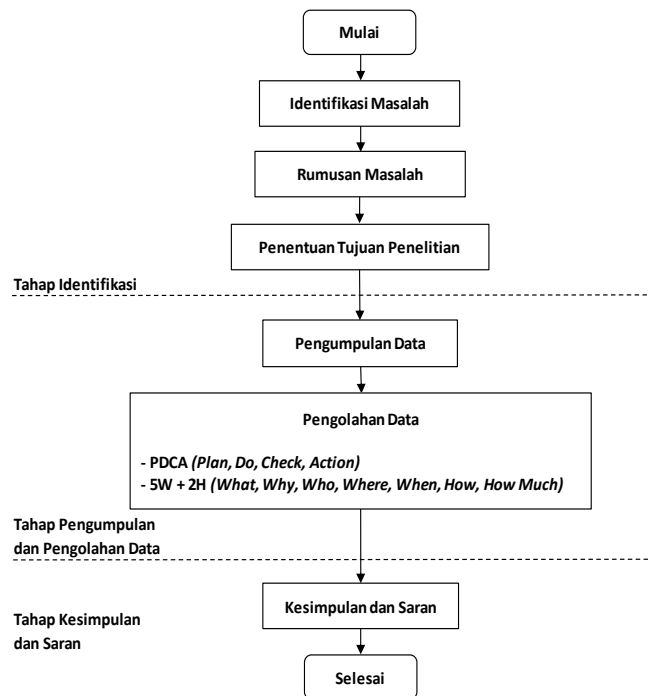 Mulai
Identifikasi Masalah
Rumusan Masalah
Penentuan Tujuan Penelitian
Tahap Identifikasi
Pengumpulan Data
Pengolahan Data
- PDCA (Plan, Do, Check, Action)
- 5W + 2H (What, Why, Who, Where, When, How, How Much)
Tahap Pengumpulan
dan Pengolahan Data
Kesimpulan dan Saran
Tahap Kesimpulan
dan Saran
Selesai